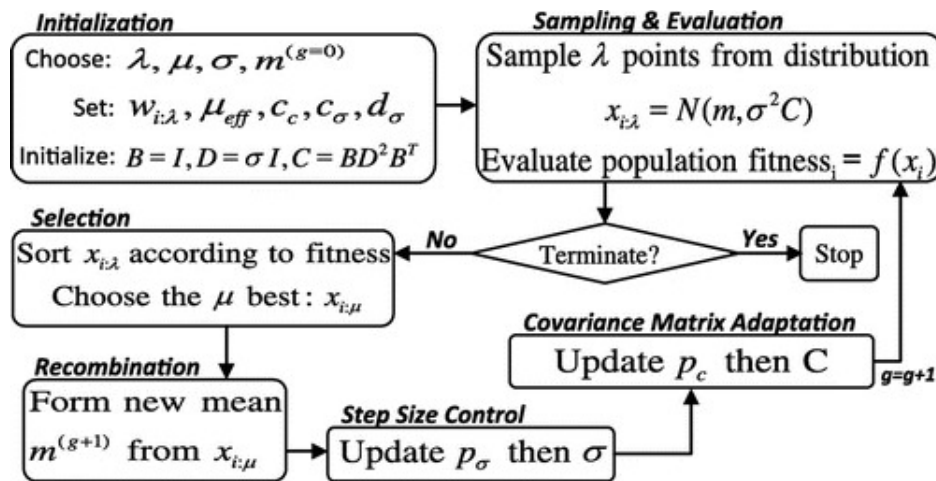 Initialization
Choose: λ, μ, σ, m^(g=0)
Set: w_i:λ, μ_eff, c_c, c_σ, d_σ
Initialize: B = I, D = σ I, C = BD²B^T
Sampling & Evaluation
Sample λ points from distribution
x_i:λ = N(m, σ²C)
Evaluate population fitness_i = f(x_i)
Terminate?
No
Yes
Stop
Selection
Sort x_i:λ according to fitness
Choose the μ best: x_i:μ
Recombination
Form new mean
m^(g+1) from x_i:μ
Step Size Control
Update p_σ then σ
Covariance Matrix Adaptation
Update p_c then C
g=g+1